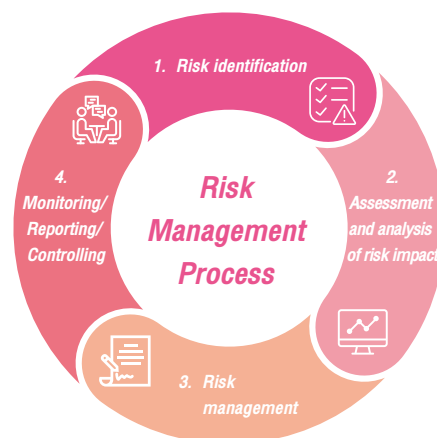 1. Risk identification
2.
Assessment
and analysis
of risk impact
3. Risk
management
4.
Monitoring/
Reporting/
Controlling
Risk
Management
Process